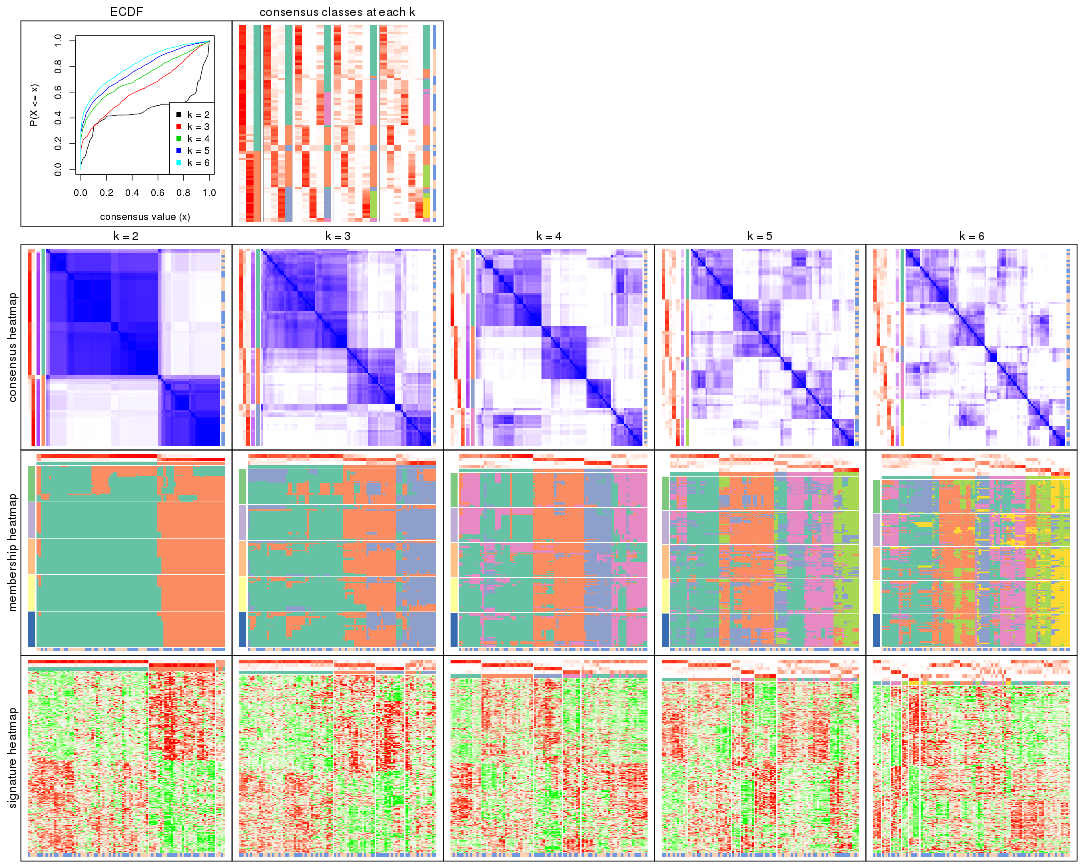 ECDF
consensus classes at each k
P(X <= x)
0.0 0.2 0.4 0.6 0.8 1.0
k = 2
k = 3
k = 4
k = 5
k = 6
0.0 0.2 0.4 0.6 0.8 1.0
consensus value (x)
k = 2
k = 3
k = 4
k = 5
k = 6
consensus heatmap
membership heatmap
signature heatmap